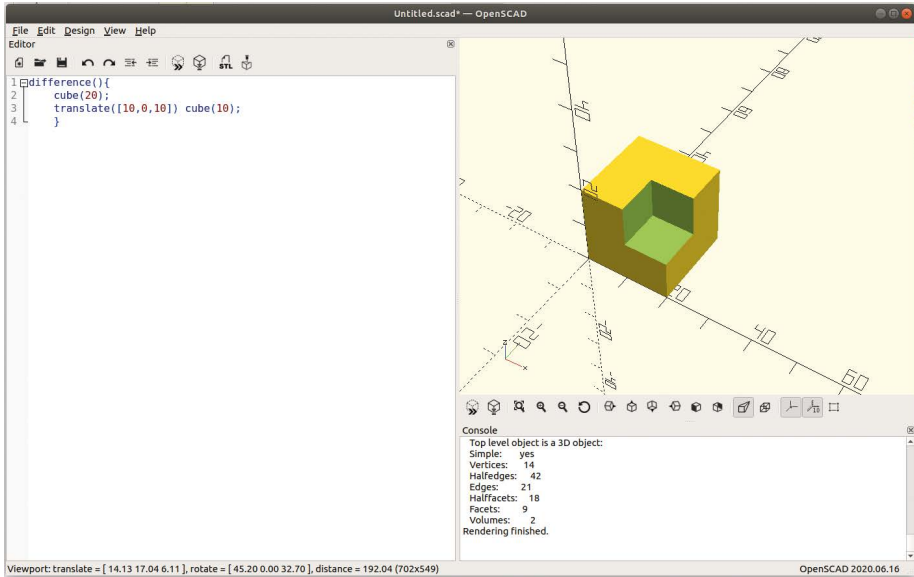 Untitled.scad* — OpenSCAD
File Edit Design View Help
Editor
STL
1 difference(){
2 cube(20);
3 translate([10,0,10]) cube(10);
4 }
20
40
60
z
x
10
Console
Top level object is a 3D object:
Simple: yes
Vertices: 14
Halfedges: 42
Edges: 21
Halffacets: 18
Facets: 9
Volumes: 2
Rendering finished.
Viewport: translate = [ 14.13 17.04 6.11 ], rotate = [ 45.20 0.00 32.70 ], distance = 192.04 (702x549)
OpenSCAD 2020.06.16